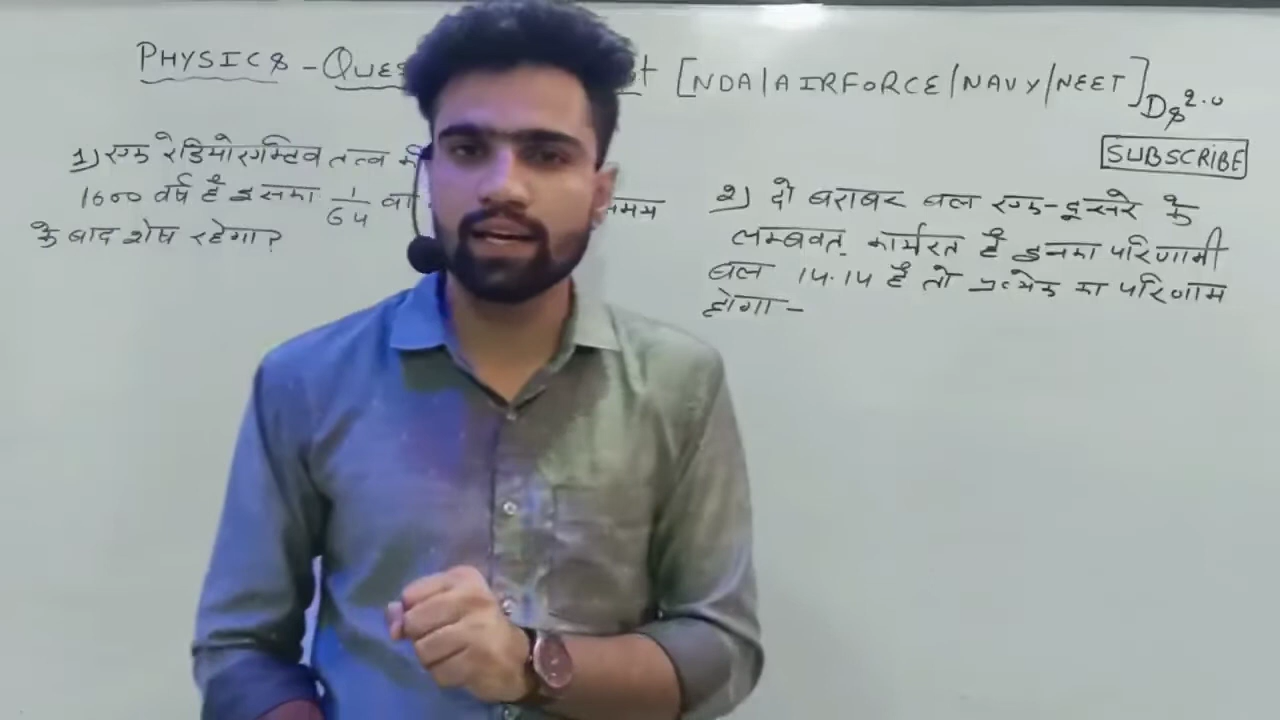 PHYSICS - QUES t [NDA/AIRFORCE/NAVY/NEET]
DS 2.0
SUBSCRIBE
1) एक रेडियोएक्टिव तत्व
1600 वर्ष है इसका 1/64 वा समय
के बाद शेष रहेगा?
2) दो बराबर बल एक-दूसरे के
लम्बवत् कार्यरत है इनका परिणामी
बल 14.14 है तो प्रत्येक का परिणाम
होगा -